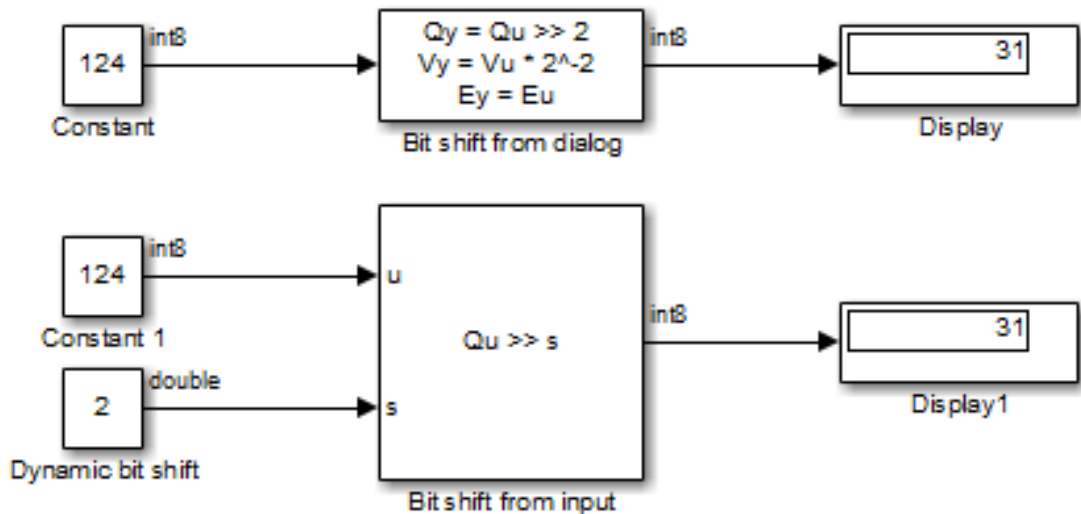 int8
Qy = Qu >> 2
int8
124
Vy = Vu * 2^-2
31
Ey = Eu
Constant
Bit shift from dialog
Display
int8
124
u
Constant 1
int8
Qu >> s
31
double
2
s
Display1
Dynamic bit shift
Bit shift from input